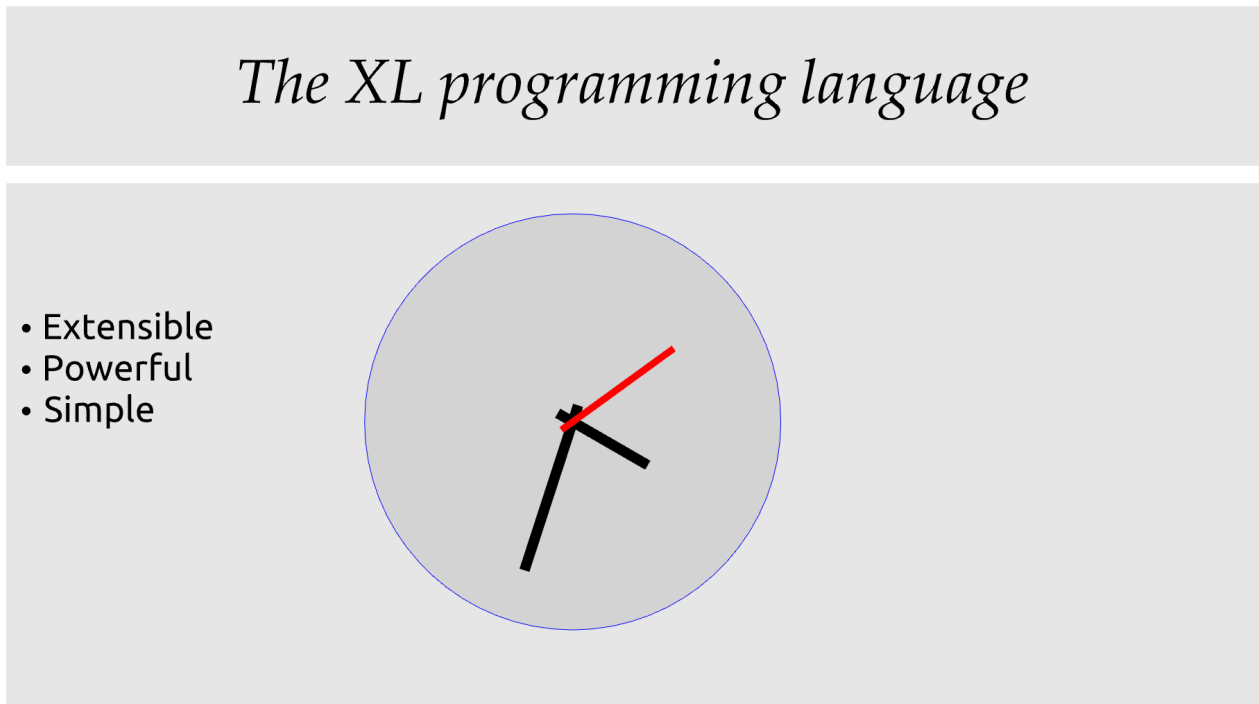 The XL programming language
• Extensible
• Powerful
• Simple